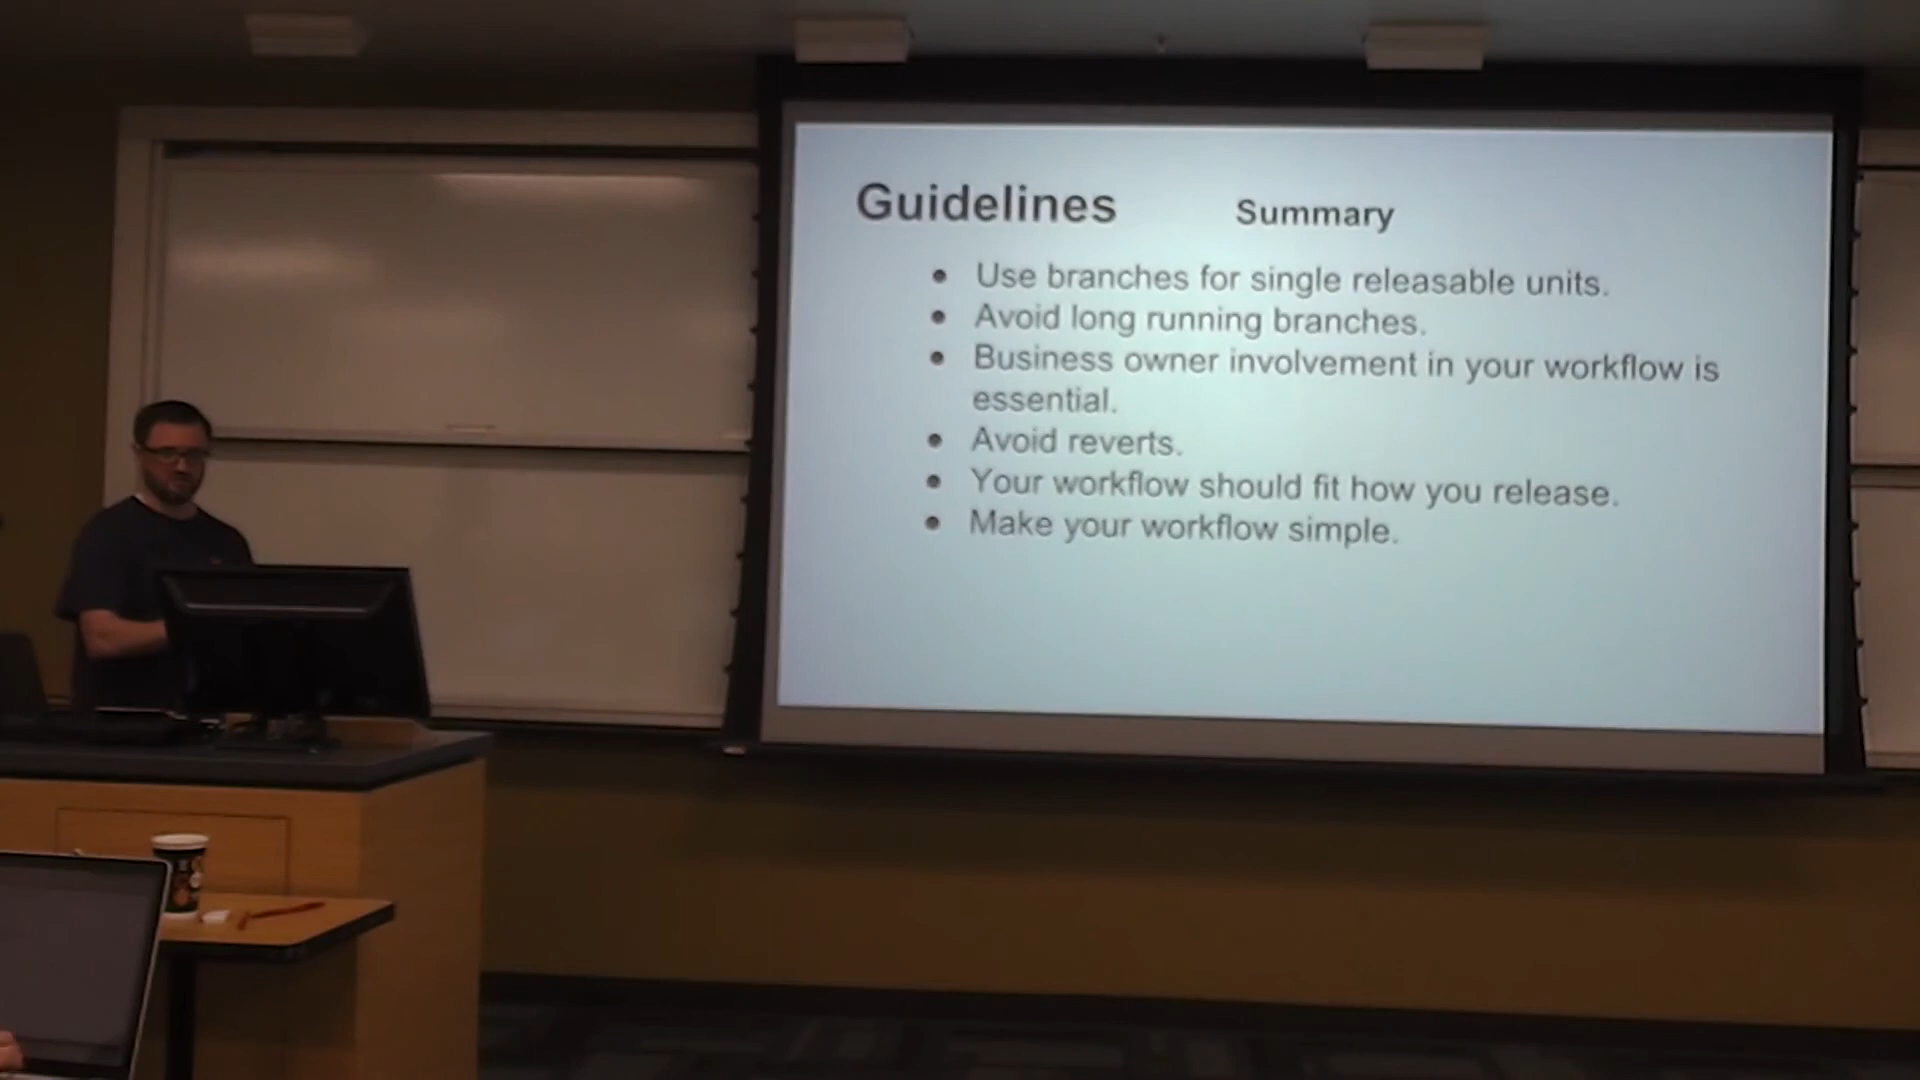 Guidelines Summary
• Use branches for single releasable units.
• Avoid long running branches.
• Business owner involvement in your workflow is
essential.
• Avoid reverts.
• Your workflow should fit how you release.
• Make your workflow simple.